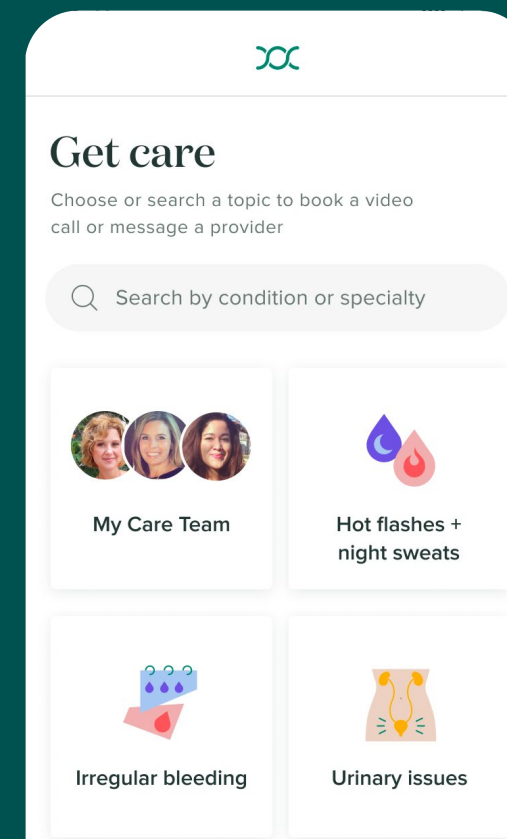 Get care
Choose or search a topic to book a video
call or message a provider
Search by condition or specialty
My Care Team
Hot flashes +
night sweats
Irregular bleeding
Urinary issues